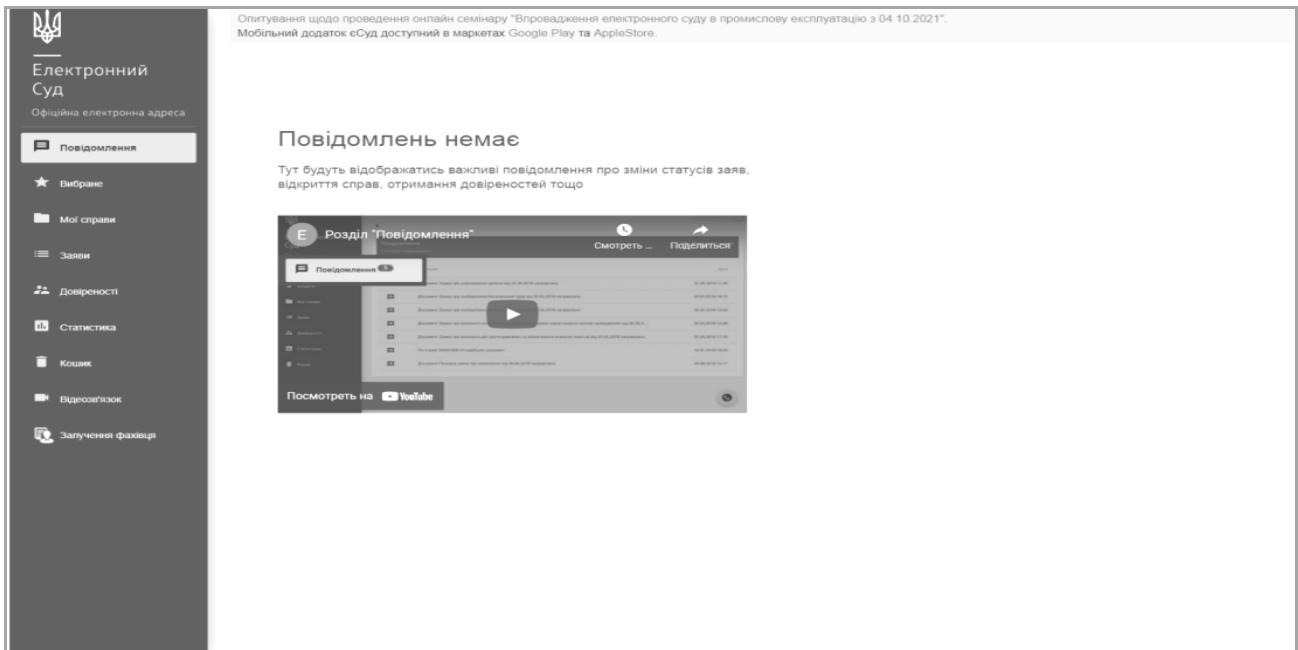 Опитування щодо проведення онлайн семінару "Впровадження електронного суду в промислову експлуатацію з 04.10.2021".
Мобільний додаток єСуд доступний в маркетах Google Play та AppleStore.
Електронний
Суд
Офіційна електронна адреса
Повідомлення
Вибране
Мої справи
Заяви
Довіреності
Статистика
Кошик
Відеозв'язок
Залучення фахівця
Повідомлень немає
Тут будуть відображатись важливі повідомлення про зміни статусів заяв,
відкриття справ, отримання довіреностей тощо
E Розділ "Повідомлення"
Смотреть ... Поделиться
Повідомлення
Посмотреть на YouTube